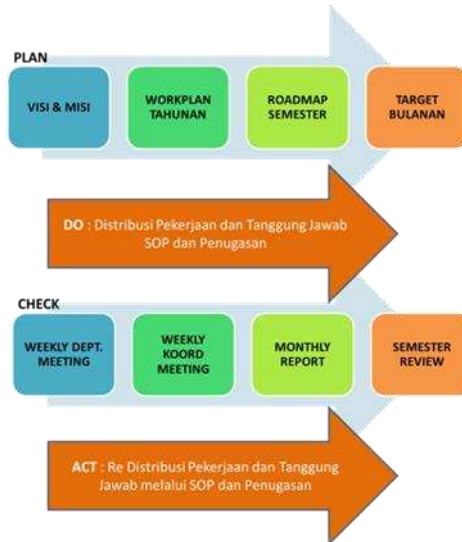 PLAN
VISI & MISI
WORKPLAN
TAHUNAN
ROADMAP
SEMESTER
TARGET
BULANAN
DO : Distribusi Pekerjaan dan Tanggung Jawab
SOP dan Penugasan
CHECK
WEEKLY DEPT.
MEETING
WEEKLY
KOORD
MEETING
MONTHLY
REPORT
SEMESTER
REVIEW
ACT : Re Distribusi Pekerjaan dan Tanggung
Jawab melalui SOP dan Penugasan